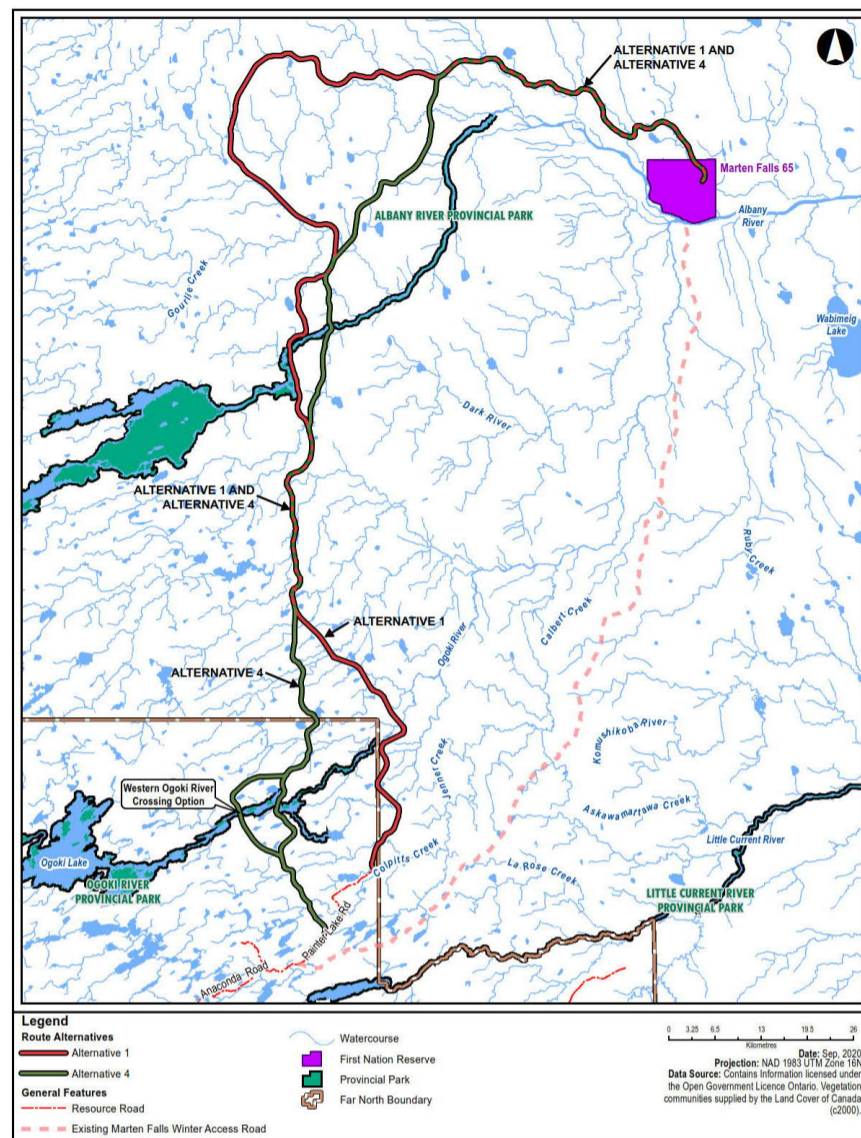 ALTERNATIVE 1 AND
ALTERNATIVE 4
Marten Falls 65
ALBANY RIVER PROVINCIAL PARK
Albany
River
Gourlie Creek
Wabimeig
Lake
Dark River
ALTERNATIVE 1 AND
ALTERNATIVE 4
Ruby Creek
Calbert Creek
ALTERNATIVE 1
Ogoki River
ALTERNATIVE 4
Komushikoba River
Jennar Creek
Western Ogoki River
Crossing Option
Askawamartawa Creek
Little Current River
Ogoki Lake
Colpitts Creek
La Rose Creek
OGOKI RIVER
PROVINCIAL PARK
LITTLE CURRENT RIVER
PROVINCIAL PARK
Painter Lake Rd
Anaconda Road
Legend
Route Alternatives
Alternative 1
Alternative 4
General Features
Resource Road
Existing Marten Falls Winter Access Road
Watercourse
First Nation Reserve
Provincial Park
Far North Boundary
0 3.25 6.5 13 19.5 26
Kilometres
Date: Sep, 2020
Projection: NAD 1983 UTM Zone 16N
Data Source: Contains Information licensed under
the Open Government Licence Ontario. Vegetation
communities supplied by the Land Cover of Canada
(c2000).